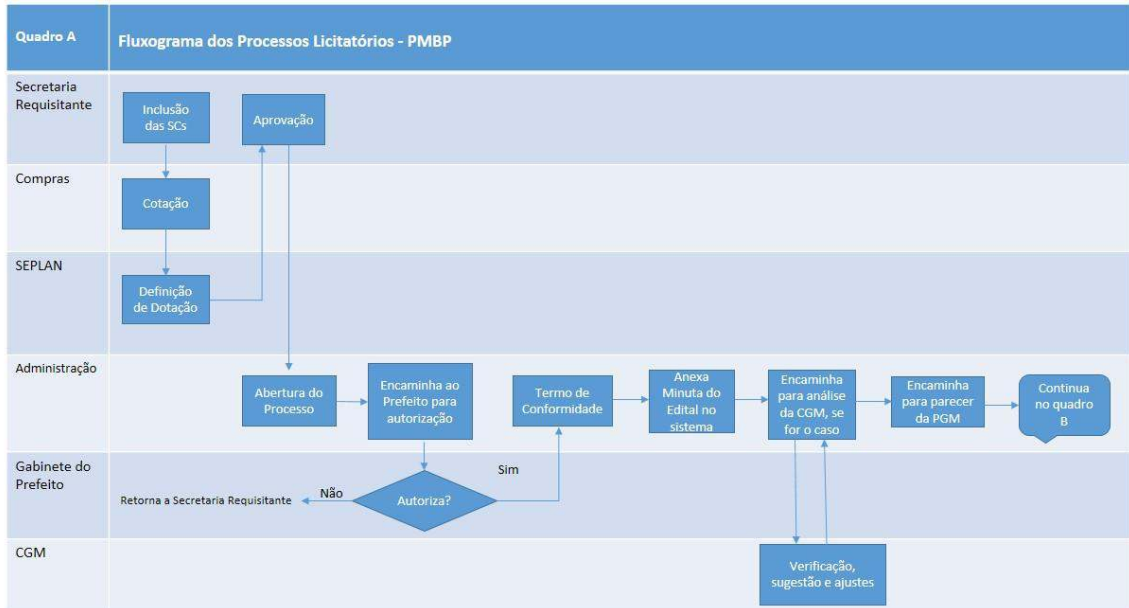 Quadro A
Fluxograma dos Processos Licitatórios - PMBP
Secretaria
Requisitante
Inclusão
das SCs
Aprovação
Compras
Cotação
SEPLAN
Definição
de Dotação
Administração
Abertura do
Processo
Encaminha ao
Prefeito para
autorização
Termo de
Conformidade
Anexa
Minuta do
Edital no
sistema
Encaminha
para análise
da CGM, se
for o caso
Encaminha
para parecer
da PGM
Continua
no quadro
B
Gabinete do
Prefeito
Retorna a Secretaria Requisitante
Não
Autoriza?
Sim
CGM
Verificação,
sugestão e ajustes